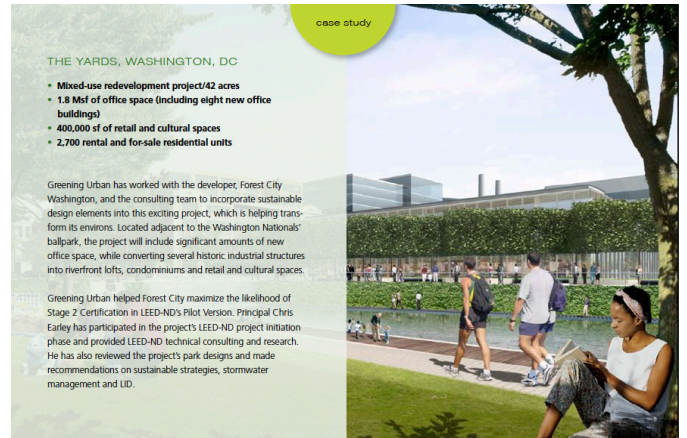 case study
THE YARDS, WASHINGTON, DC
• Mixed-use redevelopment project/42 acres
• 1.8 Msf of office space (including eight new office
buildings)
• 400,000 sf of retail and cultural spaces
• 2,700 rental and for-sale residential units
Greening Urban has worked with the developer, Forest City
Washington, and the consulting team to incorporate sustainable
design elements into this exciting project, which is helping trans-
form its environs. Located adjacent to the Washington Nationals'
ballpark, the project will include significant amounts of new
office space, while converting several historic industrial structures
into riverfront lofts, condominiums and retail and cultural spaces.
Greening Urban helped Forest City maximize the likelihood of
Stage 2 Certification in LEED-ND's Pilot Version. Principal Chris
Earley has participated in the project's LEED-ND project initiation
phase and provided LEED-ND technical consulting and research.
He has also reviewed the project's park designs and made
recommendations on sustainable strategies, stormwater
management and LID.